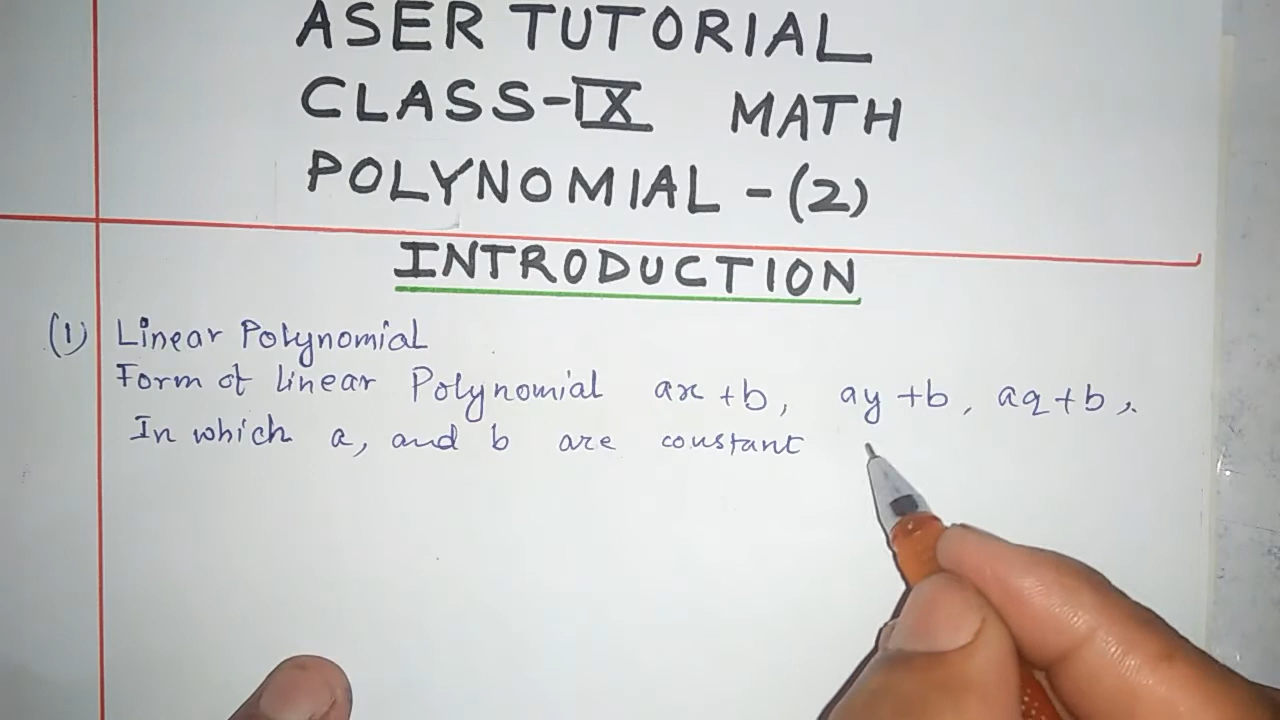 ASER TUTORIAL
CLASS-IX MATH
POLYNOMIAL - (2)
INTRODUCTION
(1) Linear Polynomial
Form of linear Polynomial ax + b, ay + b, aq + b,.
In which a, and b are constant